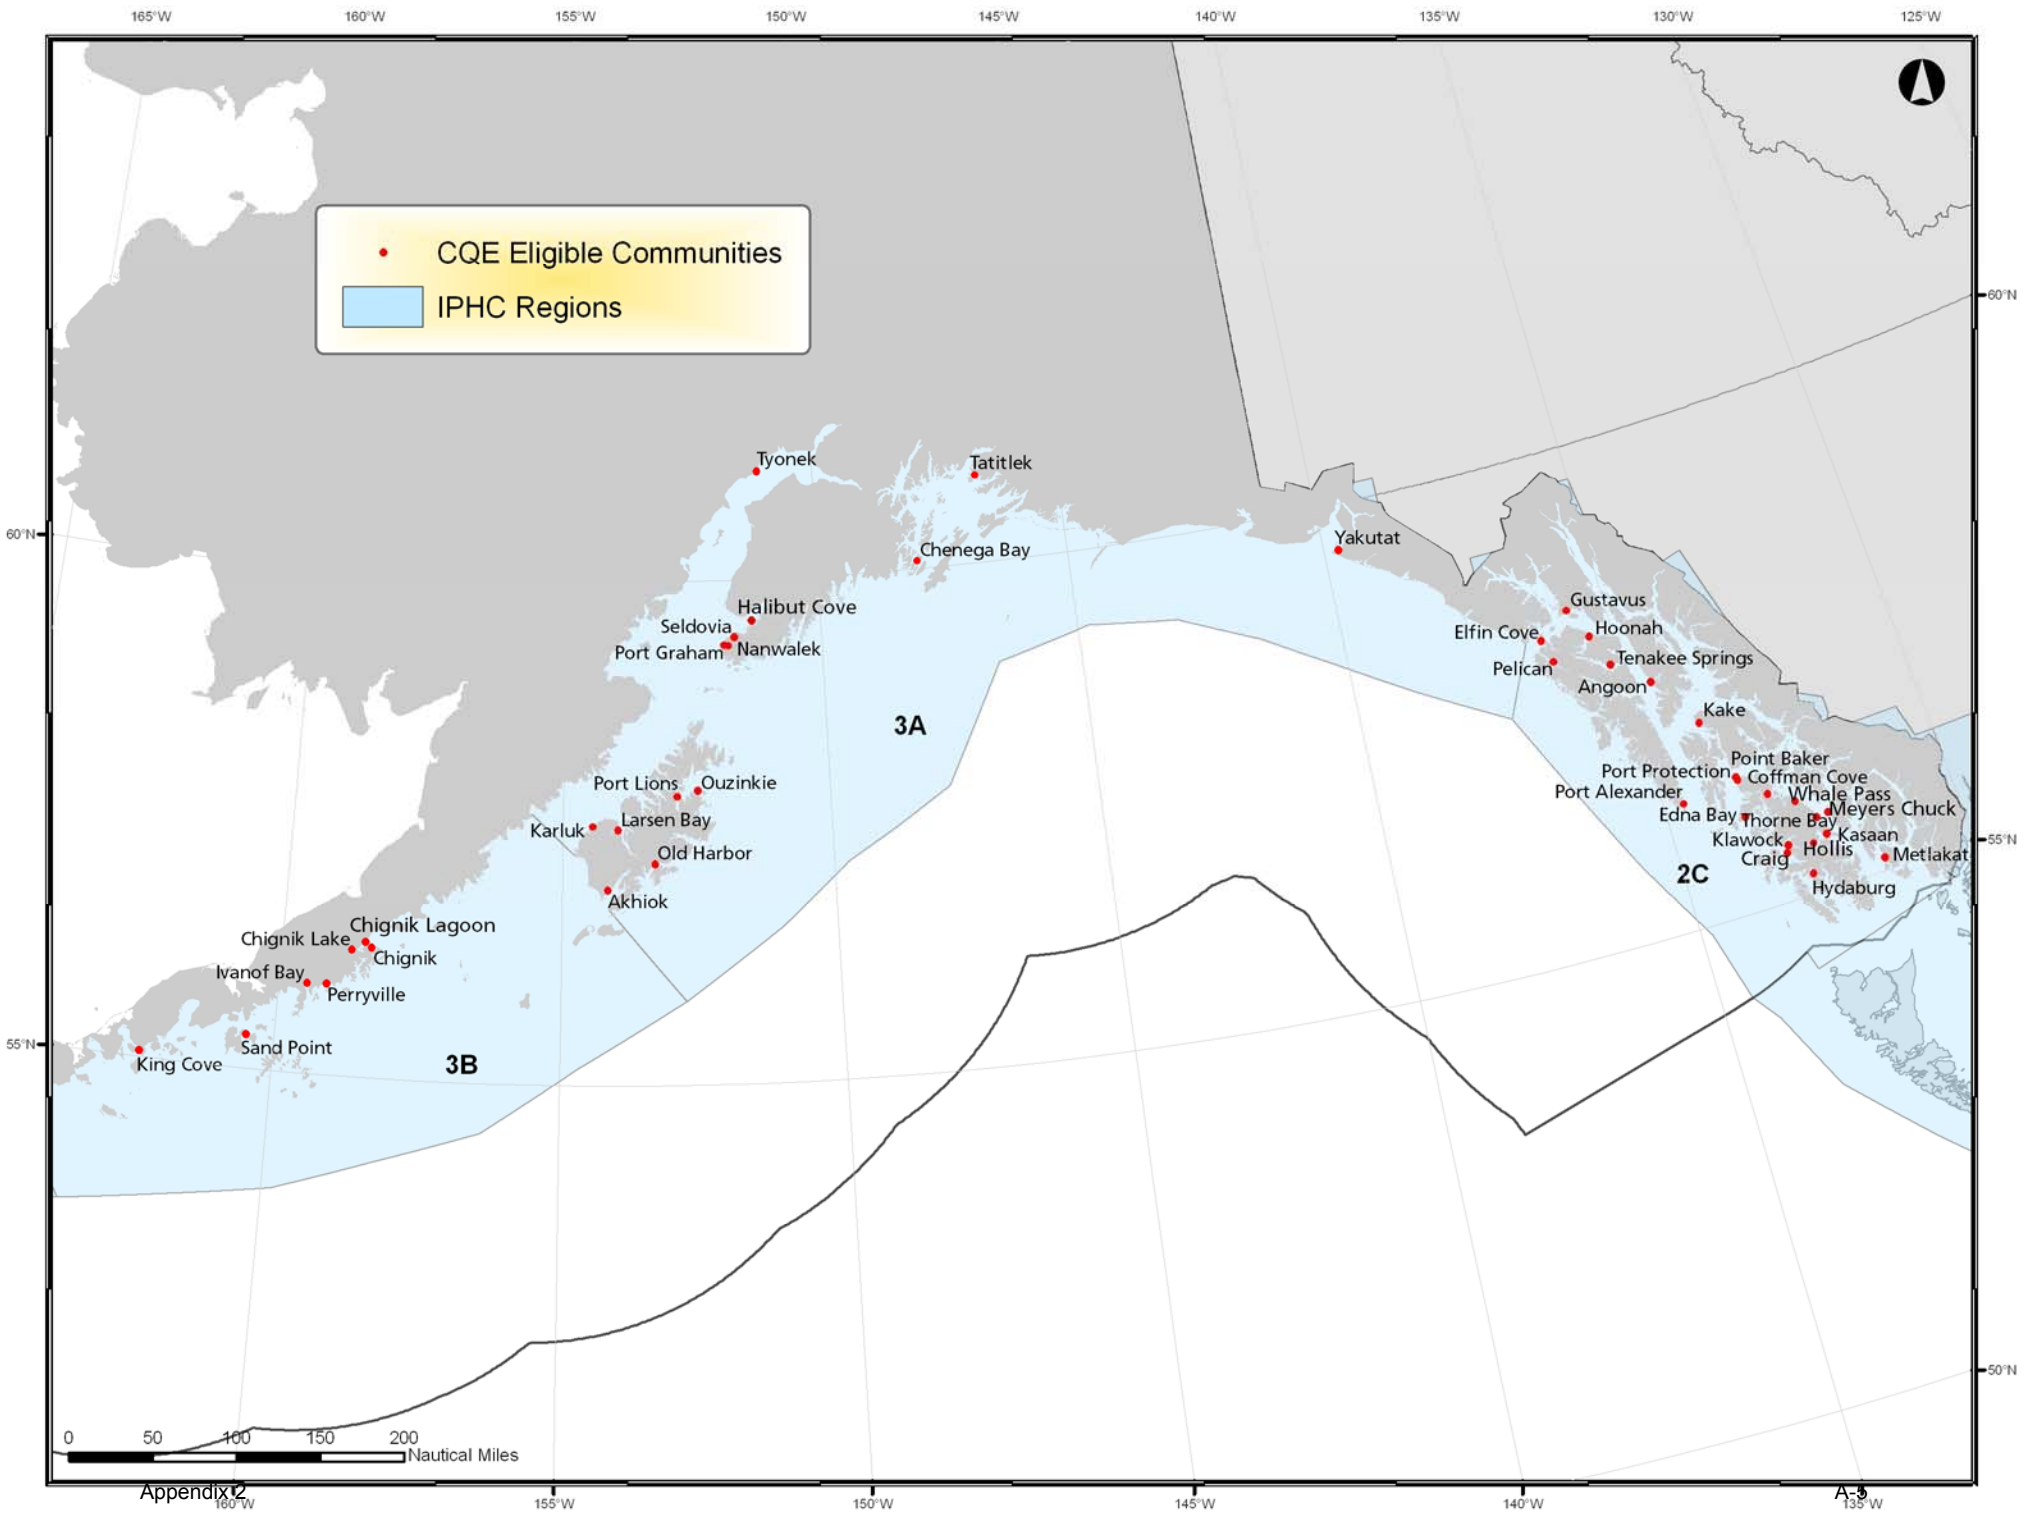 165°W 160°W 155°W 150°W 145°W 140°W 135°W 130°W 125°W
CQE Eligible Communities
IPHC Regions
60°N
Tyonek
Tatitlek
60°N
Yakutat
Chenega Bay
Gustavus
Halibut Cove
Seldovia
Elfin Cove
Hoonah
Port Graham
Nanwalek
Tenakee Springs
Pelican
Angoon
Kake
3A
Point Baker
Port Protection
Coffman Cove
Port Lions
Ouzinkie
Port Alexander
Whale Pass
Meyers Chuck
Edna Bay
Thorne Bay
Karluk
Larsen Bay
Klawock
Kasaan
55°N
Hollis
Old Harbor
Craig
Metlakat
2C
Hydaburg
Akhiok
Chignik Lagoon
Chignik Lake
Chignik
Ivanof Bay
Perryville
55°N
Sand Point
King Cove
3B
50°N
0 50 100 150 200
Nautical Miles
Appendix 2
A-5
160°W 155°W 150°W 145°W 140°W 135°W